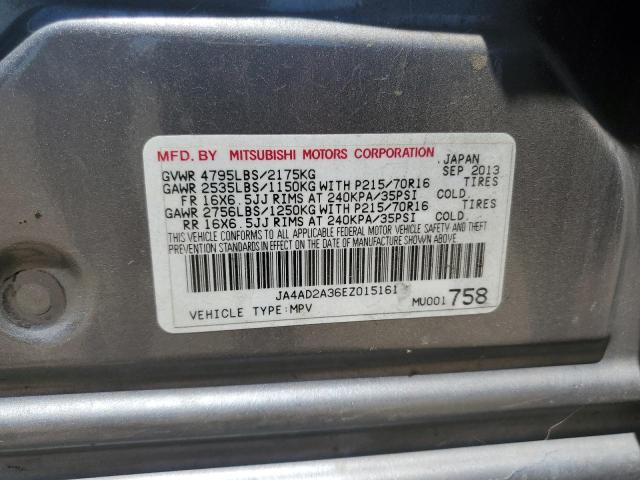 MFD. BY MITSUBISHI MOTORS CORPORATION JAPAN
GVWR 4795LBS/2175KG SEP 2013
GAWR 2535LBS/1150KG WITH P215/70R16 TIRES
FR 16X6.5JJ RIMS AT 240KPA/35PSI COLD.
GAWR 2756LBS/1250KG WITH P215/70R16 TIRES
RR 16X6.5JJ RIMS AT 240KPA/35PSI COLD.
THIS VEHICLE CONFORMS TO ALL APPLICABLE FEDERAL MOTOR VEHICLE SAFETY AND
THEFT PREVENTION STANDARDS IN EFFECT ON THE DATE OF MANUFACTURE SHOWN ABOVE.
JA4AD2A36EZ015161
VEHICLE TYPE:MPV MU001 758